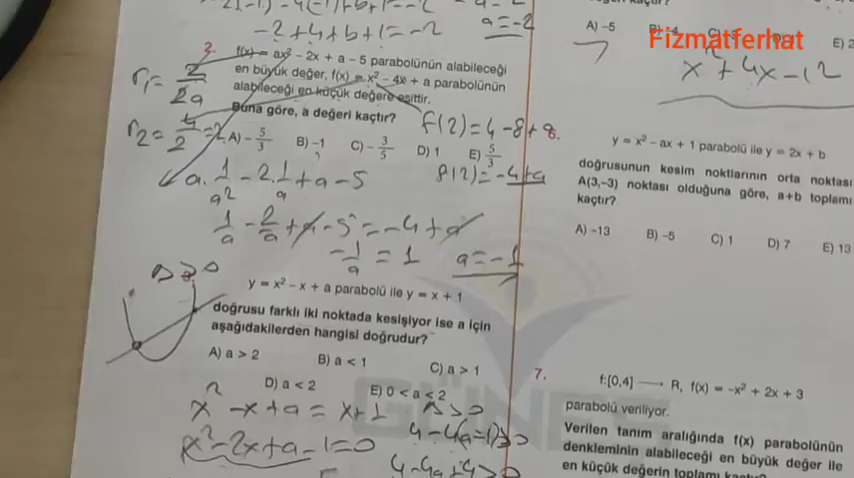 -2+4+b+1=-2
a=-2
3.
f(x) = ax² - 2x + a - 5 parabolünün alabileceği
en büyük değer, f(x) = x² - 4x + a parabolünün
alabileceği en küçük değere eşittir.
Buna göre, a değeri kaçtır?
A) -5/3 B) -1 C) -3/5 D) 1 E) 5/3
r₁= 2/2a
r₂= 4/2 =2
f(2)=4-8+a
f(2)=-4+a
a. 1/a² -2. 1/a +a-5
1/a - 2/a +a-5=-4+a
-1/a = 1 a=-1
y = x² - x + a parabolü ile y = x + 1
doğrusu farklı iki noktada kesişiyor ise a için
aşağıdakilerden hangisi doğrudur?
A) a > 2 B) a < 1 C) a > 1
D) a < 2 E) 0 < a < 2
x² -x+a = x+1 Δ>0
x²-2x+a-1=0
4-4(a-1)>0
4-4a+4>0
kaçtır?
A) -5
B) -4
E) 2
Fizmatferhat
x²+4x-12
y = x² - ax + 1 parabolü ile y = 2x + b
doğrusunun kesim noktlarının orta noktası
A(3,-3) noktası olduğuna göre, a+b toplamı
kaçtır?
A) -13 B) -5 C) 1 D) 7 E) 13
7.
f:[0,4] → R, f(x) = -x² + 2x + 3
parabolü veriliyor.
Verilen tanım aralığında f(x) parabolünün
denkleminin alabileceği en büyük değer ile
en küçük değerin toplamı kaçtır?